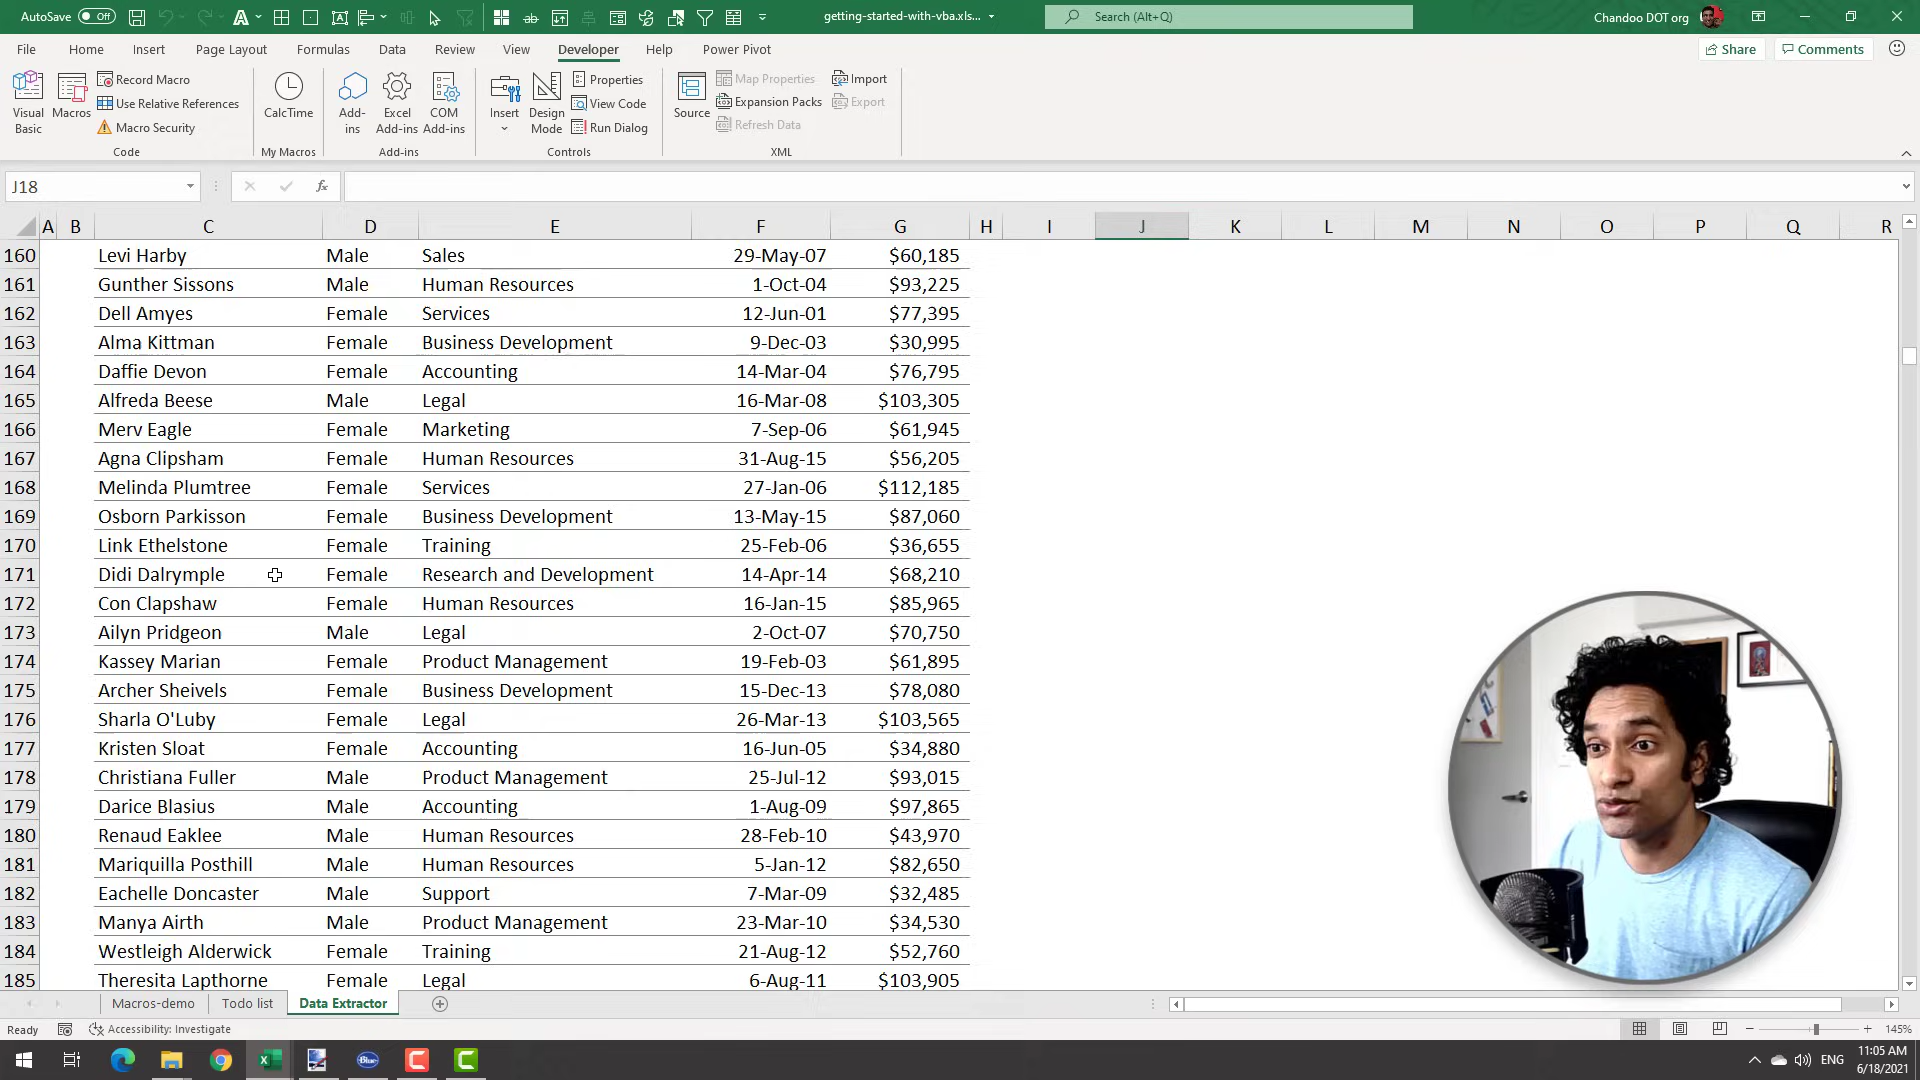 AutoSave Off getting-started-with-vba.xls... Search (Alt+Q) Chandoo DOT org
File Home Insert Page Layout Formulas Data Review View Developer Help Power Pivot Share Comments
Visual Basic Macros Record Macro Use Relative References Macro Security Code
CalcTime My Macros
Add-ins Excel Add-ins COM Add-ins Add-ins
Insert Design Mode Properties View Code Run Dialog Controls
Source Map Properties Expansion Packs Refresh Data Import Export XML
J18 fx
A B C D E F G H I J K L M N O P Q R
160 Levi Harby Male Sales 29-May-07 $60,185
161 Gunther Sissons Male Human Resources 1-Oct-04 $93,225
162 Dell Amyes Female Services 12-Jun-01 $77,395
163 Alma Kittman Female Business Development 9-Dec-03 $30,995
164 Daffie Devon Female Accounting 14-Mar-04 $76,795
165 Alfreda Beese Male Legal 16-Mar-08 $103,305
166 Merv Eagle Female Marketing 7-Sep-06 $61,945
167 Agna Clipsham Female Human Resources 31-Aug-15 $56,205
168 Melinda Plumtree Female Services 27-Jan-06 $112,185
169 Osborn Parkisson Female Business Development 13-May-15 $87,060
170 Link Ethelstone Female Training 25-Feb-06 $36,655
171 Didi Dalrymple Female Research and Development 14-Apr-14 $68,210
172 Con Clapshaw Female Human Resources 16-Jan-15 $85,965
173 Ailyn Pridgeon Male Legal 2-Oct-07 $70,750
174 Kassey Marian Female Product Management 19-Feb-03 $61,895
175 Archer Sheivels Female Business Development 15-Dec-13 $78,080
176 Sharla O'Luby Female Legal 26-Mar-13 $103,565
177 Kristen Sloat Female Accounting 16-Jun-05 $34,880
178 Christiana Fuller Male Product Management 25-Jul-12 $93,015
179 Darice Blasius Male Accounting 1-Aug-09 $97,865
180 Renaud Eaklee Male Human Resources 28-Feb-10 $43,970
181 Mariquilla Posthill Male Human Resources 5-Jan-12 $82,650
182 Eachelle Doncaster Male Support 7-Mar-09 $32,485
183 Manya Airth Male Product Management 23-Mar-10 $34,530
184 Westleigh Alderwick Female Training 21-Aug-12 $52,760
185 Theresita Lapthorne Female Legal 6-Aug-11 $103,905
Macros-demo Todo list Data Extractor
Ready Accessibility: Investigate 145%
Blue ENG 11:05 AM
6/18/2021